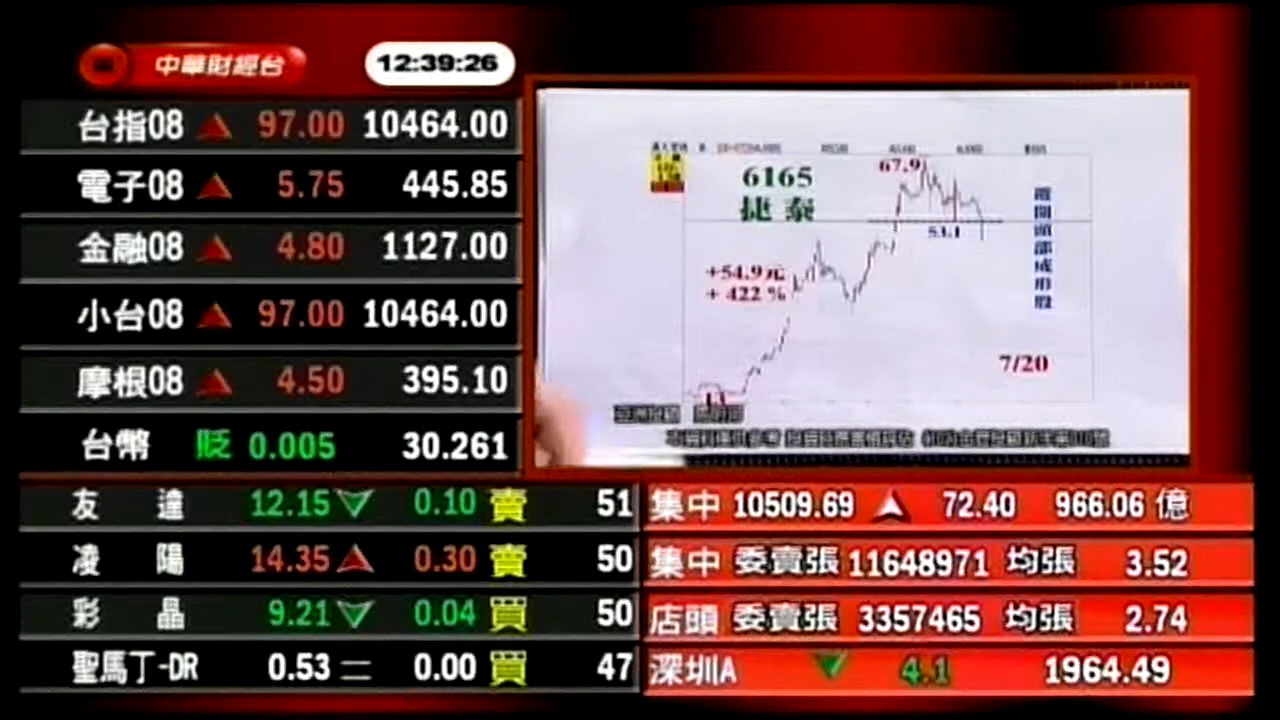 中華財經台 12:39:26
台指08 97.00 10464.00
電子08 5.75 445.85
金融08 4.80 1127.00
小台08 97.00 10464.00
摩根08 4.50 395.10
台幣 貶 0.005 30.261
6165
捷泰
67.9
53.1
+54.9元
+ 422 %
13
7/20
友達 12.15 0.10 賣 51
凌陽 14.35 0.30 賣 50
彩晶 9.21 0.04 買 50
聖馬丁-DR 0.53 0.00 買 47
集中 10509.69 72.40 966.06 億
集中 委賣張 11648971 均張 3.52
店頭 委賣張 3357465 均張 2.74
深圳A 4.1 1964.49